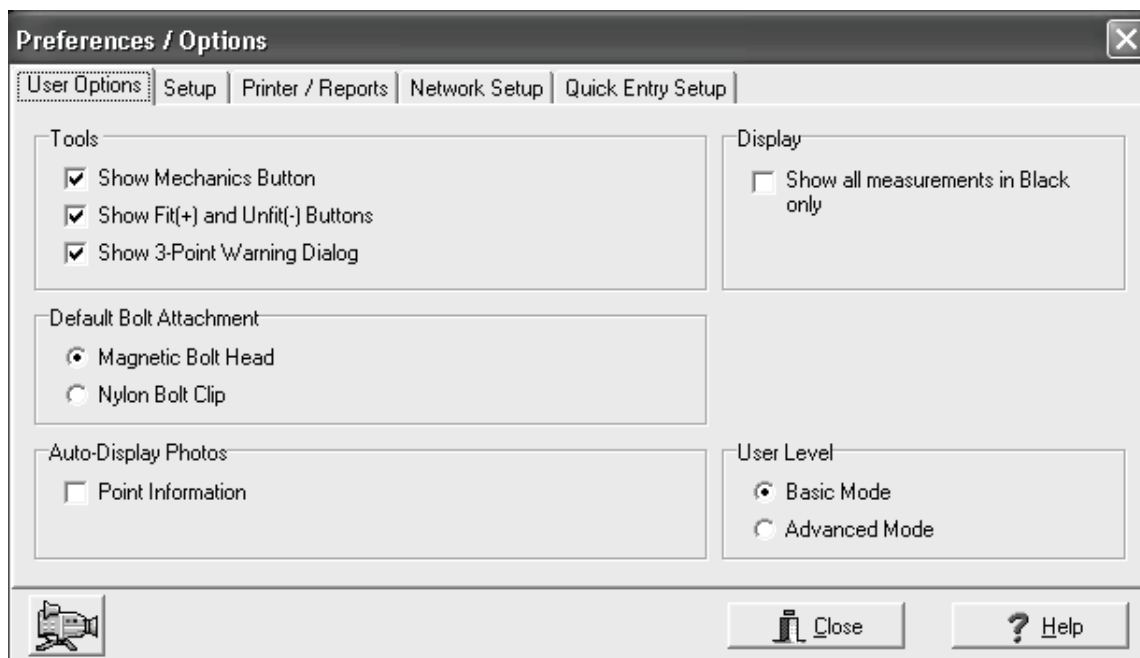 Preferences / Options
User Options
Setup
Printer / Reports
Network Setup
Quick Entry Setup
Tools
Show Mechanics Button
Show Fit(+) and Unfit(-) Buttons
Show 3-Point Warning Dialog
Display
Show all measurements in Black
only
Default Bolt Attachment
Magnetic Bolt Head
Nylon Bolt Clip
Auto-Display Photos
Point Information
User Level
Basic Mode
Advanced Mode
Close
? Help